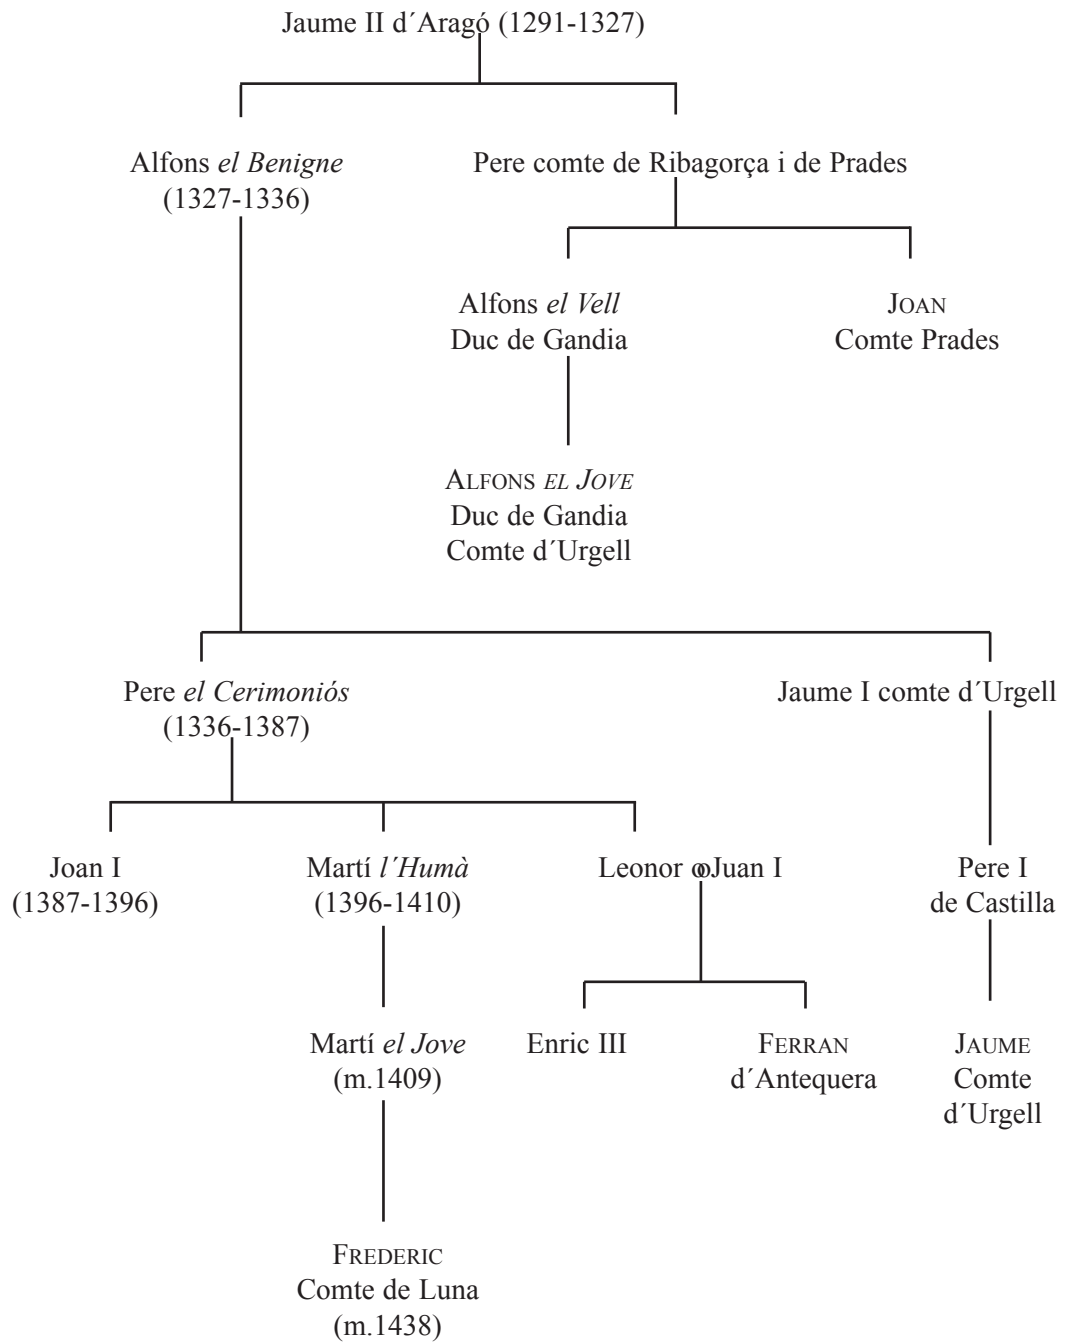 Jaume II d´Aragó (1291-1327)
Alfons el Benigne
(1327-1336)
Pere comte de Ribagorça i de Prades
Alfons el Vell
Duc de Gandia
JOAN
Comte Prades
ALFONS EL JOVE
Duc de Gandia
Comte d´Urgell
Pere el Cerimoniós
(1336-1387)
Jaume I comte d´Urgell
Joan I
(1387-1396)
Martí l´Humà
(1396-1410)
Leonor ꝏ Juan I
Pere I
de Castilla
Martí el Jove
(m.1409)
Enric III
FERRAN
d´Antequera
JAUME
Comte
d´Urgell
FREDERIC
Comte de Luna
(m.1438)